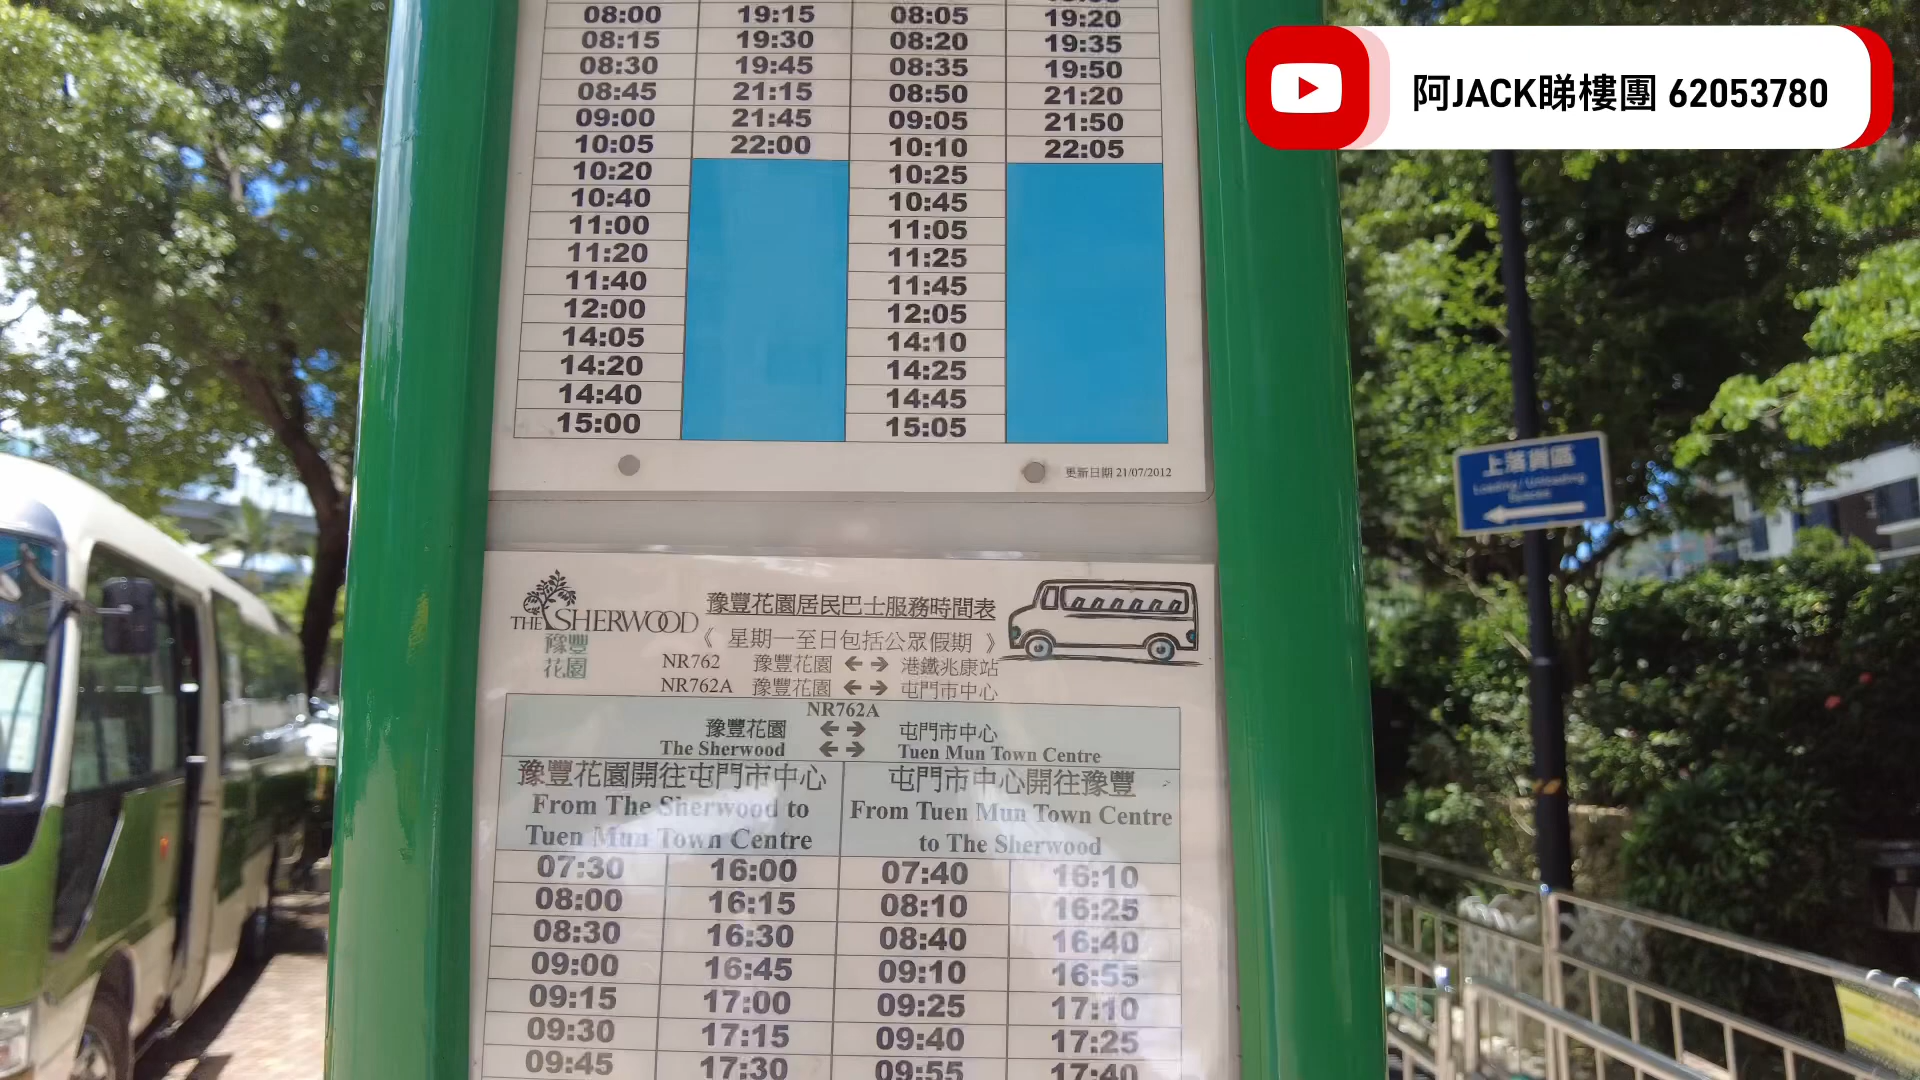 08:00 19:15 08:05 19:20
08:15 19:30 08:20 19:35
08:30 19:45 08:35 19:50
08:45 21:15 08:50 21:20
09:00 21:45 09:05 21:50
10:05 22:00 10:10 22:05
10:20 10:25
10:40 10:45
11:00 11:05
11:20 11:25
11:40 11:45
12:00 12:05
14:05 14:10
14:20 14:25
14:40 14:45
15:00 15:05
更新日期 21/07/2012
阿JACK睇樓團 62053780
上落貨區
Loading / Unloading
Spaces
THE SHERWOOD
豫豐
花園
豫豐花園居民巴士服務時間表
《 星期一至日包括公眾假期 》
NR762 豫豐花園 ←→ 港鐵兆康站
NR762A 豫豐花園 ←→ 屯門市中心
NR762A
豫豐花園 ←→ 屯門市中心
The Sherwood ←→ Tuen Mun Town Centre
豫豐花園開往屯門市中心
From The Sherwood to
Tuen Mun Town Centre
屯門市中心開往豫豐
From Tuen Mun Town Centre
to The Sherwood
07:30 16:00 07:40 16:10
08:00 16:15 08:10 16:25
08:30 16:30 08:40 16:40
09:00 16:45 09:10 16:55
09:15 17:00 09:25 17:10
09:30 17:15 09:40 17:25
09:45 17:30 09:55 17:40